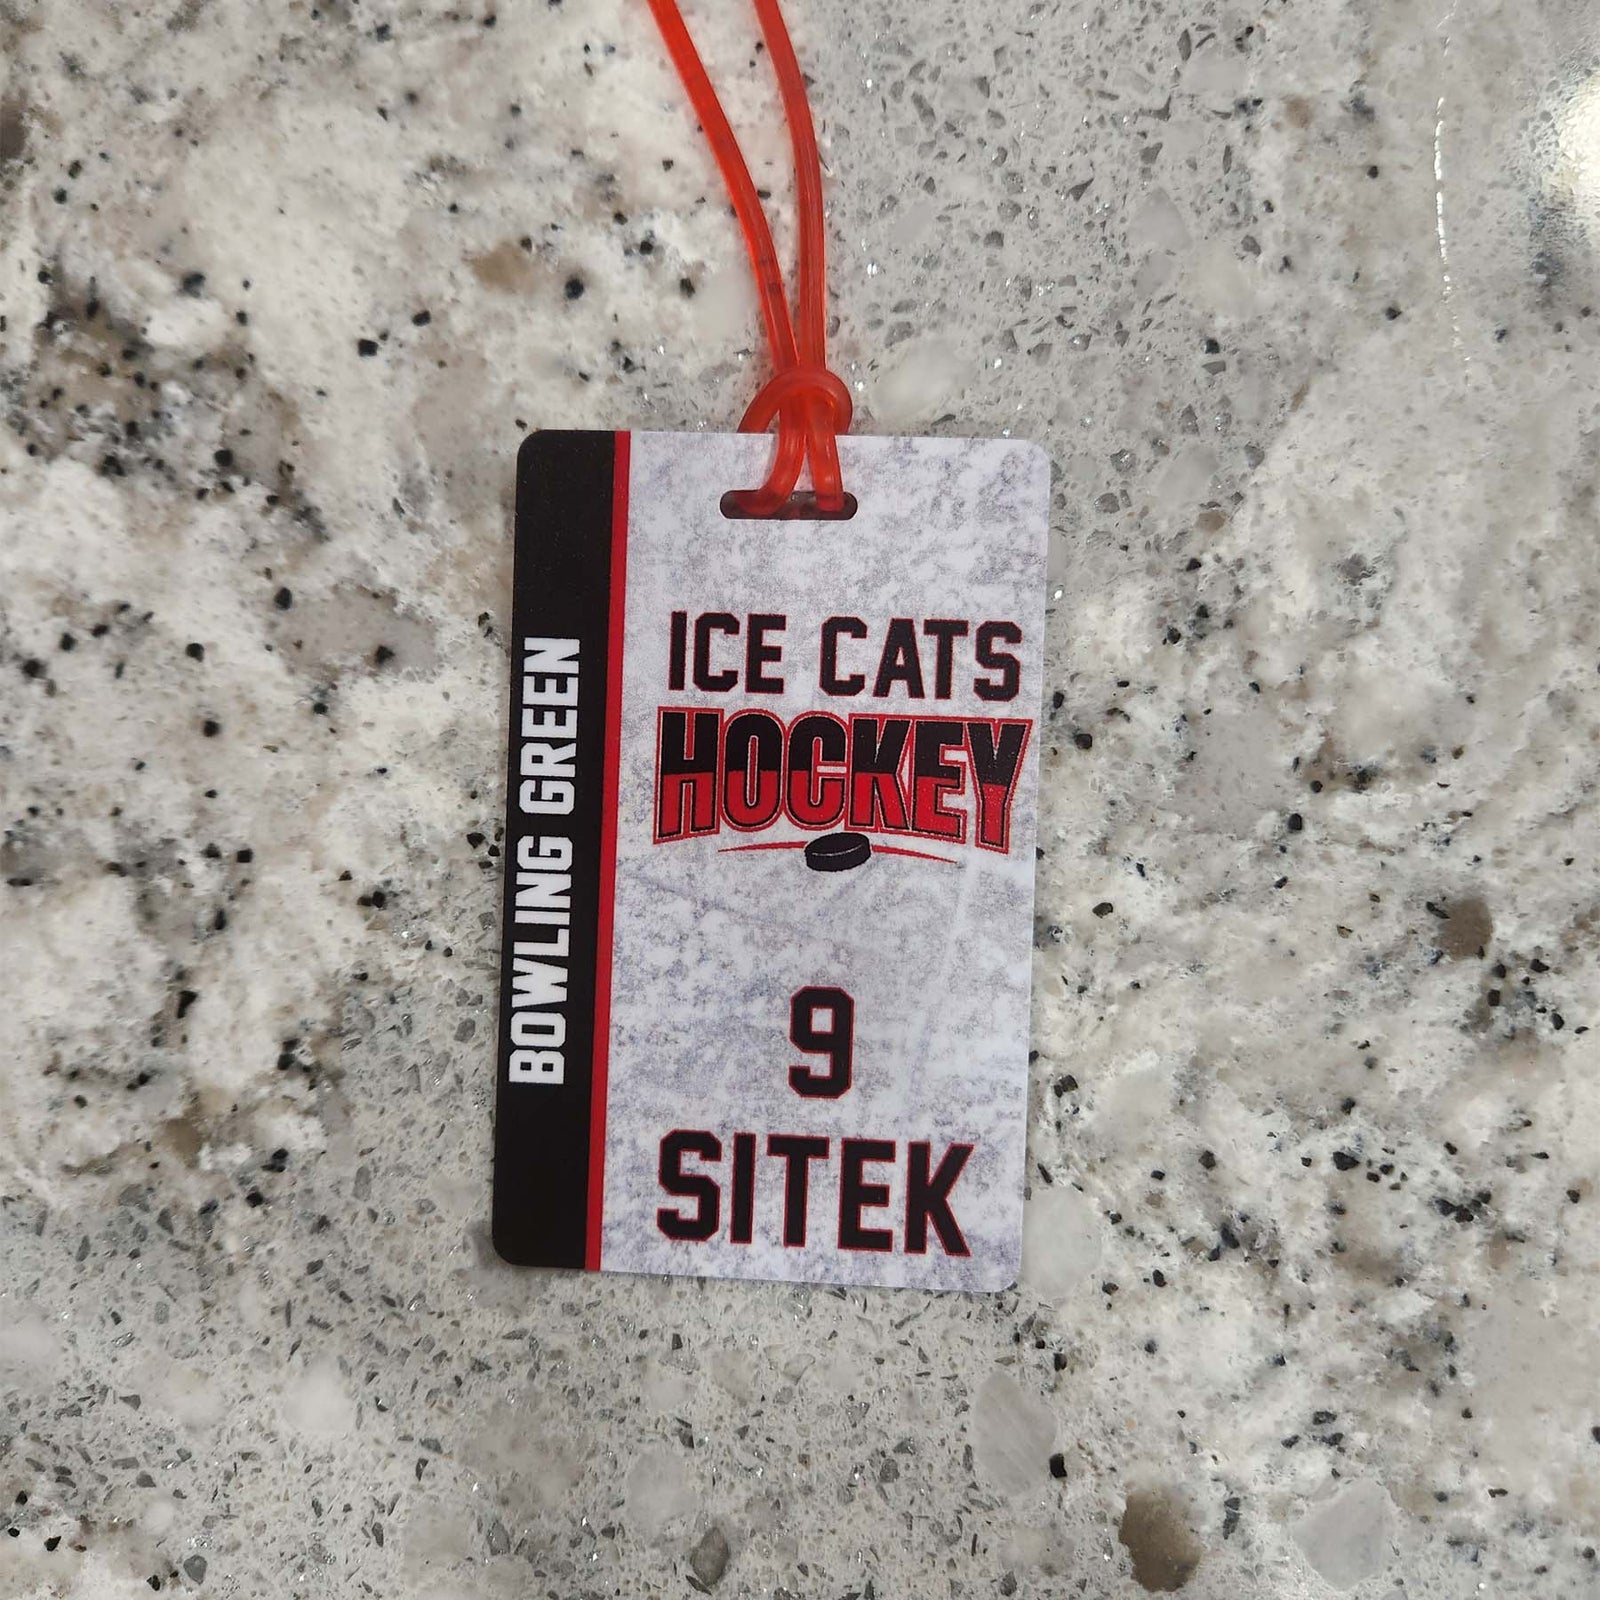 BOWLING GREEN
ICE CATS
HOCKEY
9
SITEK